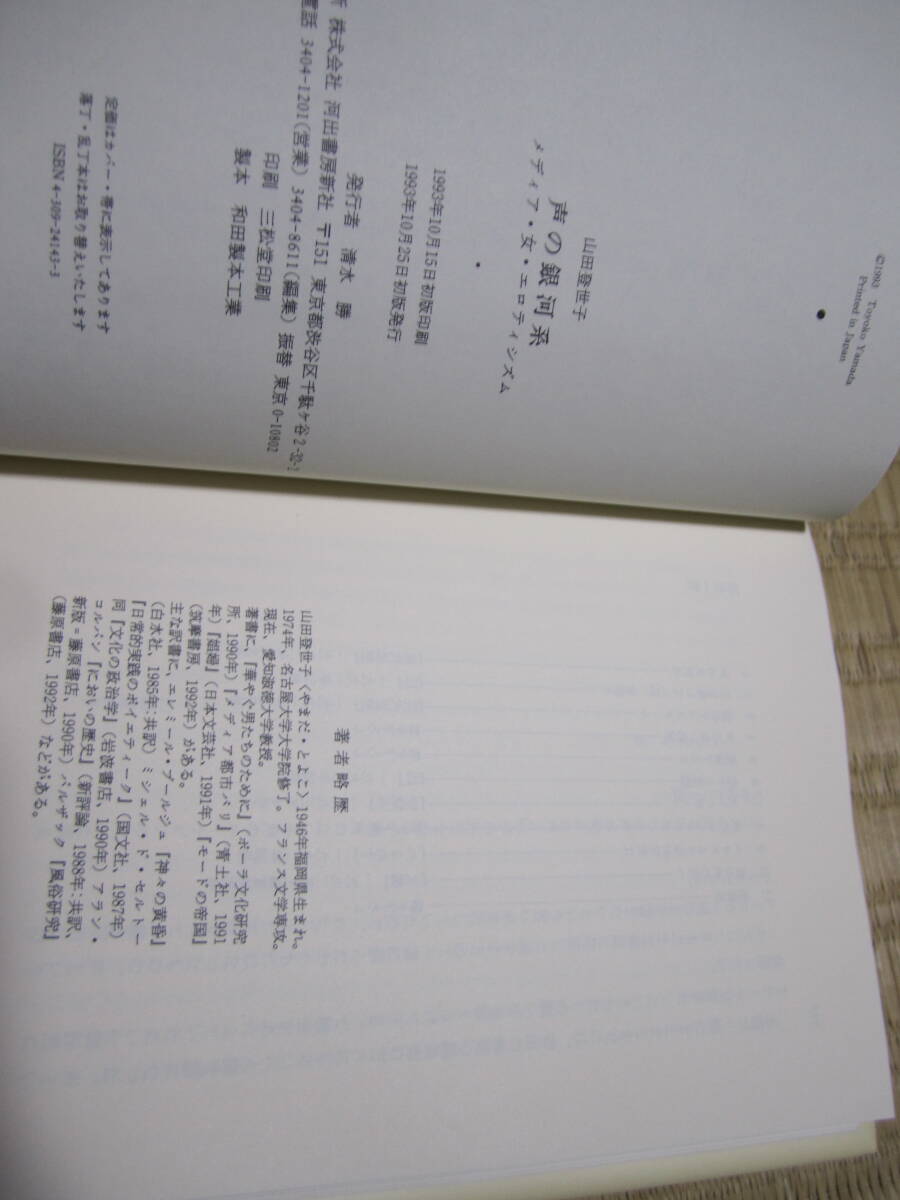 ©1993 Toyoko Yamada
Printed in Japan
山田登世子
声の銀河系
メディア・女・エロティシズム
1993年10月15日初版印刷
1993年10月25日初版発行
発行者 清水 勝
所 株式会社 河出書房新社 〒151 東京都渋谷区千駄ケ谷2-32-2
電話 3404-1201(営業) 3404-8611(編集) 振替 東京0-10802
印刷 三松堂印刷
製本 和田製本工業
定価はカバー・帯に表示してあります
落丁・乱丁本はお取り替えいたします
ISBN4-309-24143-3
著者略歴
山田登世子〈やまだ・とよこ〉1946年福岡県生まれ。
1974年、名古屋大学大学院修了。フランス文学専攻。
現在、愛知淑徳大学教授。
著書に、『華やぐ男たちのために』(ポーラ文化研究
所、1990年)『メディア都市パリ』(青土社、1991
年)『娼婦』(日本文芸社、1991年)『モードの帝国』
(筑摩書房、1992年)がある。
主な訳書に、エレミール・ブールジュ『神々の黄昏』
(白水社、1985年:共訳)ミシェル・ド・セルトー
『日常的実践のポイエティーク』(国文社、1987年)
同『文化の政治学』(岩波書店、1990年)アラン・
コルバン『においの歴史』(新評論、1988年:共訳、
新版=藤原書店、1990年)バルザック『風俗研究』
(藤原書店、1992年)などがある。